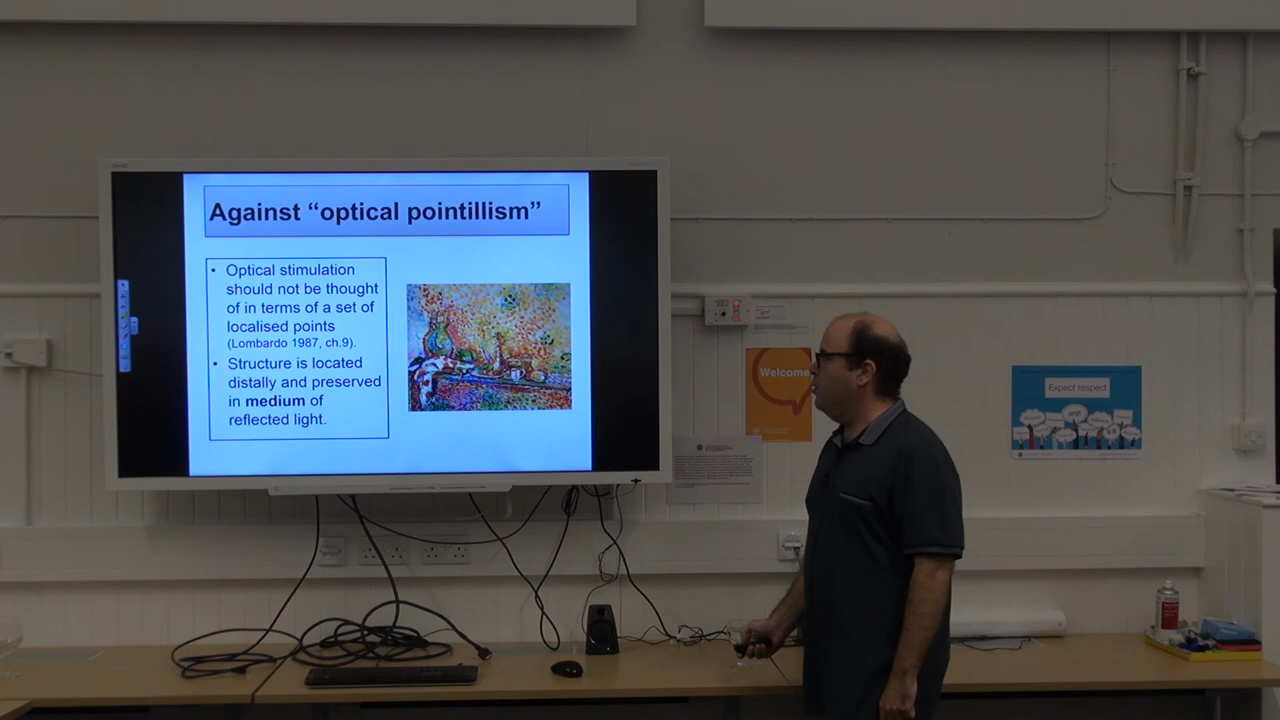 Against “optical pointillism”
• Optical stimulation
should not be thought
of in terms of a set of
localised points
(Lombardo 1987, ch.9).
• Structure is located
distally and preserved
in medium of
reflected light.
Welcome
Expect respect